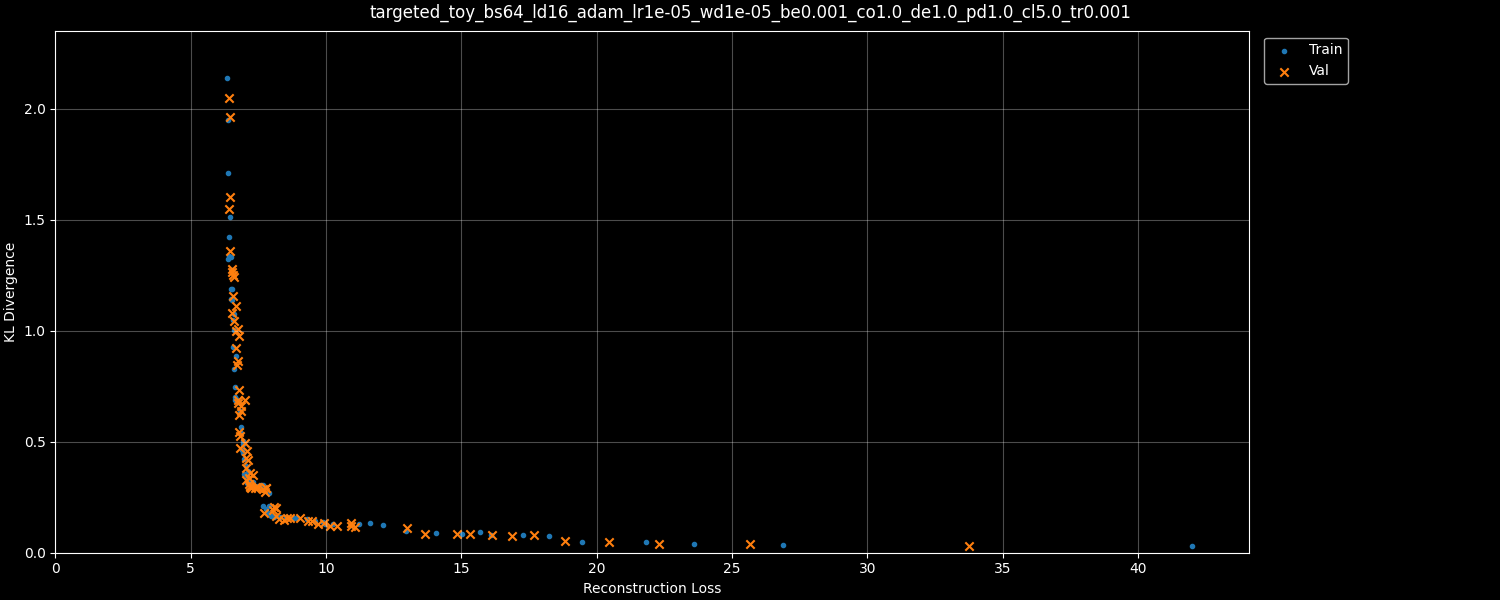 targeted_toy_bs64_ld16_adam_lr1e-05_wd1e-05_be0.001_co1.0_de1.0_pd1.0_cl5.0_tr0.001
Train
Val
KL Divergence
2.0
1.5
1.0
0.5
0.0
0 5 10 15 20 25 30 35 40
Reconstruction Loss